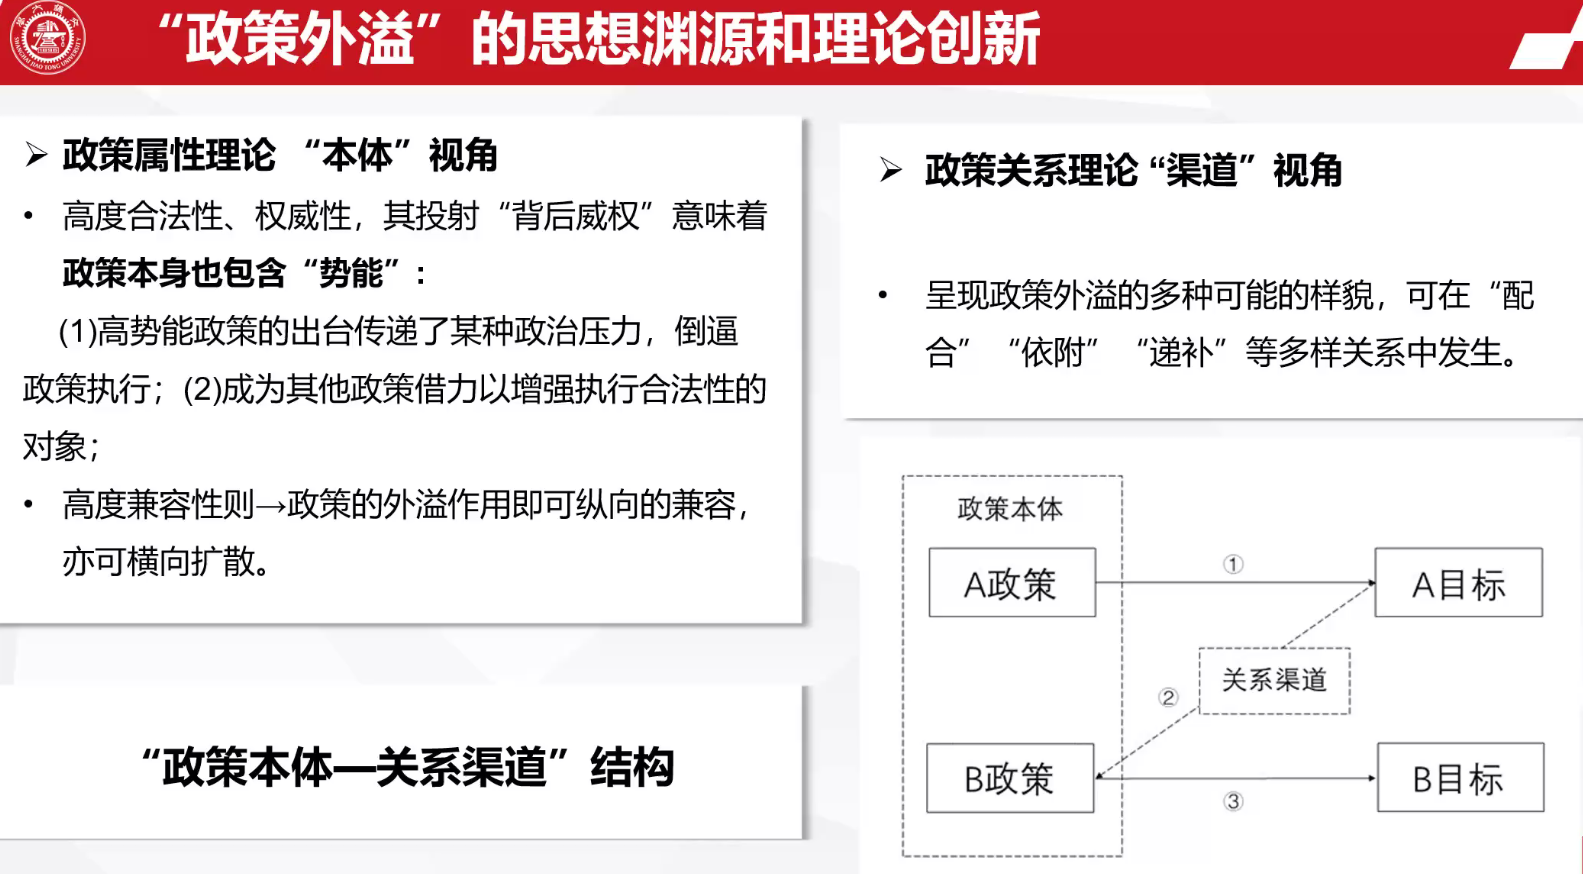 “政策外溢”的思想渊源和理论创新
SHANGHAI JIAO TONG UNIVERSITY
➢ 政策属性理论 “本体”视角
• 高度合法性、权威性，其投射“背后威权”意味着
政策本身也包含“势能”：
(1)高势能政策的出台传递了某种政治压力，倒逼
政策执行；(2)成为其他政策借力以增强执行合法性的
对象；
• 高度兼容性则→政策的外溢作用即可纵向的兼容，
亦可横向扩散。
“政策本体—关系渠道”结构
➢ 政策关系理论“渠道”视角
• 呈现政策外溢的多种可能的样貌，可在“配
合”“依附”“递补”等多样关系中发生。
政策本体
A政策
①
A目标
关系渠道
②
B政策
③
B目标